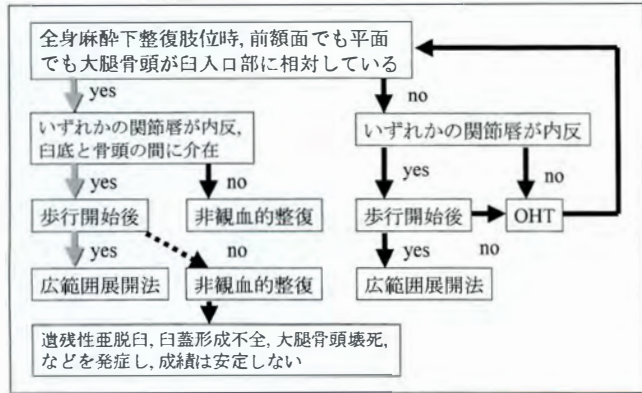 全身麻酔下整復肢位時, 前額面でも平面
でも大腿骨頭が臼入口部に相対している
yes
no
いずれかの関節唇が内反,
臼底と骨頭の間に介在
いずれかの関節唇が内反
yes
no
yes
no
歩行開始後
非観血的整復
歩行開始後
OHT
yes
no
yes
no
広範囲展開法
非観血的整復
広範囲展開法
遺残性亜脱臼, 臼蓋形成不全, 大腿骨頭壊死,
などを発症し, 成績は安定しない